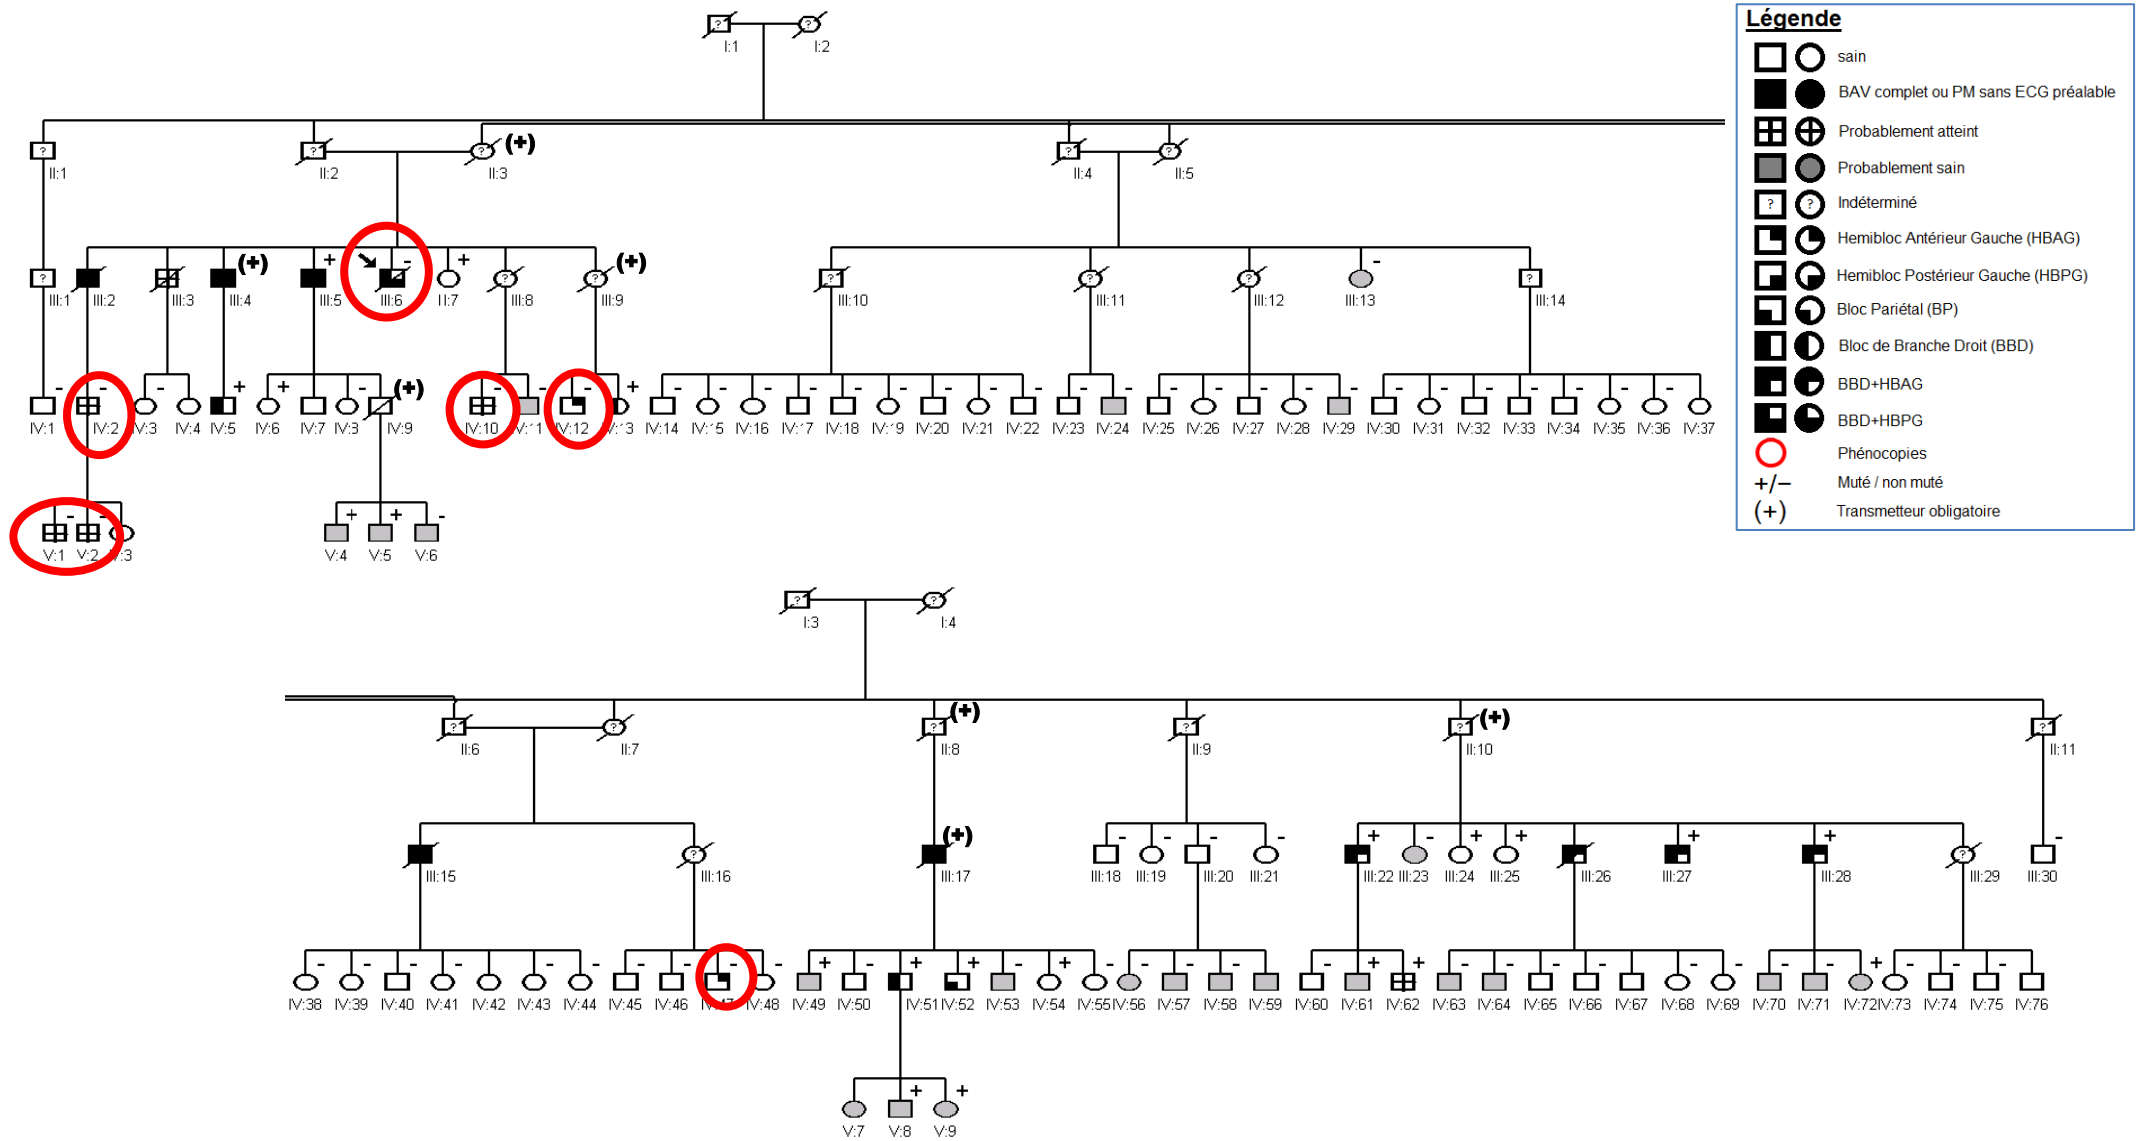 Légende
sain
BAV complet ou PM sans ECG préalable
Probablement atteint
Probablement sain
? ? Indéterminé
Hemibloc Antérieur Gauche (HBAG)
Hemibloc Postérieur Gauche (HBPG)
Bloc Pariétal (BP)
Bloc de Branche Droit (BBD)
BBD+HBAG
BBD+HBPG
Phénocopies
+/− Muté / non muté
(+) Transmetteur obligatoire
? ?
I:1 I:2
? ? ? (+) ? ?
II:1 II:2 II:3 II:4 II:5
? (+) + - + ? ? (+) ? ? ? - ?
III:1 III:2 III:3 III:4 III:5 III:6 II:7 III:8 III:9 III:10 III:11 III:12 III:13 III:14
- - - - + + - - (+) - - - + - - - - - - - - - - - - - - - - - - - - - - - -
IV:1 IV:2 IV:3 IV:4 IV:5 IV:6 IV:7 IV:9 IV:10 IV:12 IV:14 IV:15 IV:16 IV:17 IV:18 IV:19 IV:20 IV:21 IV:22 IV:23 IV:24 IV:25 IV:26 IV:27 IV:28 IV:29 IV:30 IV:31 IV:32 IV:33 IV:34 IV:35 IV:36 IV:37
- - + + -
V:1 V:2 V:3 V:4 V:5 V:6
? ?
I:3 I:4
? ? ? (+) ? ? (+) ?
II:6 II:7 II:8 II:9 II:10 II:11
? (+) - - - - + - + + + + ? -
III:15 III:16 III:17 III:18 III:19 III:20 III:21 III:22 III:23 III:24 III:25 III:26 III:27 III:28 III:29 III:30
- - - - - - - - - - - + - + + - + - - - - - - + + - - - - - - - - + - - - -
IV:38 IV:39 IV:40 IV:41 IV:42 IV:43 IV:44 IV:45 IV:46 IV:48 IV:49 IV:50 IV:51 IV:52 IV:53 IV:54 IV:55 IV:56 IV:57 IV:58 IV:59 IV:60 IV:61 IV:62 IV:63 IV:64 IV:65 IV:66 IV:67 IV:68 IV:69 IV:70 IV:71 IV:72 IV:73 IV:74 IV:75 IV:76
+ +
V:7 V:8 V:9